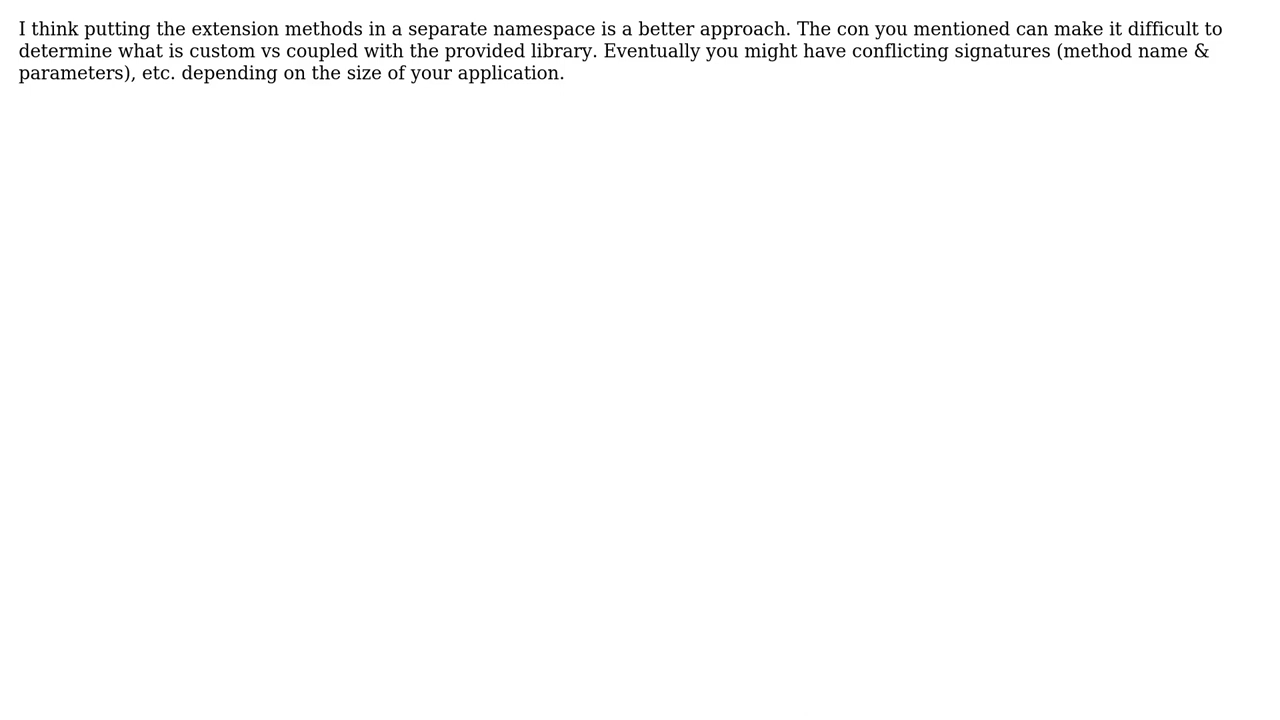 I think putting the extension methods in a separate namespace is a better approach. The con you mentioned can make it difficult to
determine what is custom vs coupled with the provided library. Eventually you might have conflicting signatures (method name &
parameters), etc. depending on the size of your application.